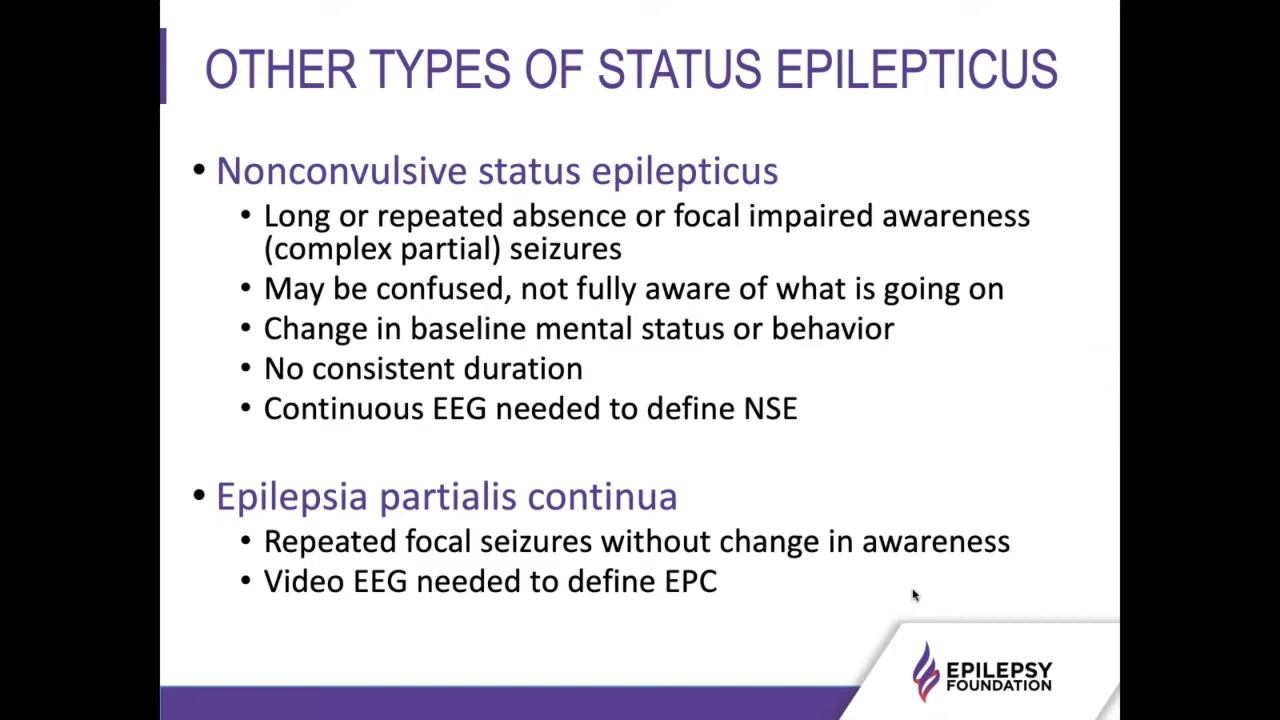 OTHER TYPES OF STATUS EPILEPTICUS
• Nonconvulsive status epilepticus
• Long or repeated absence or focal impaired awareness
(complex partial) seizures
• May be confused, not fully aware of what is going on
• Change in baseline mental status or behavior
• No consistent duration
• Continuous EEG needed to define NSE
• Epilepsia partialis continua
• Repeated focal seizures without change in awareness
• Video EEG needed to define EPC
EPILEPSY
FOUNDATION